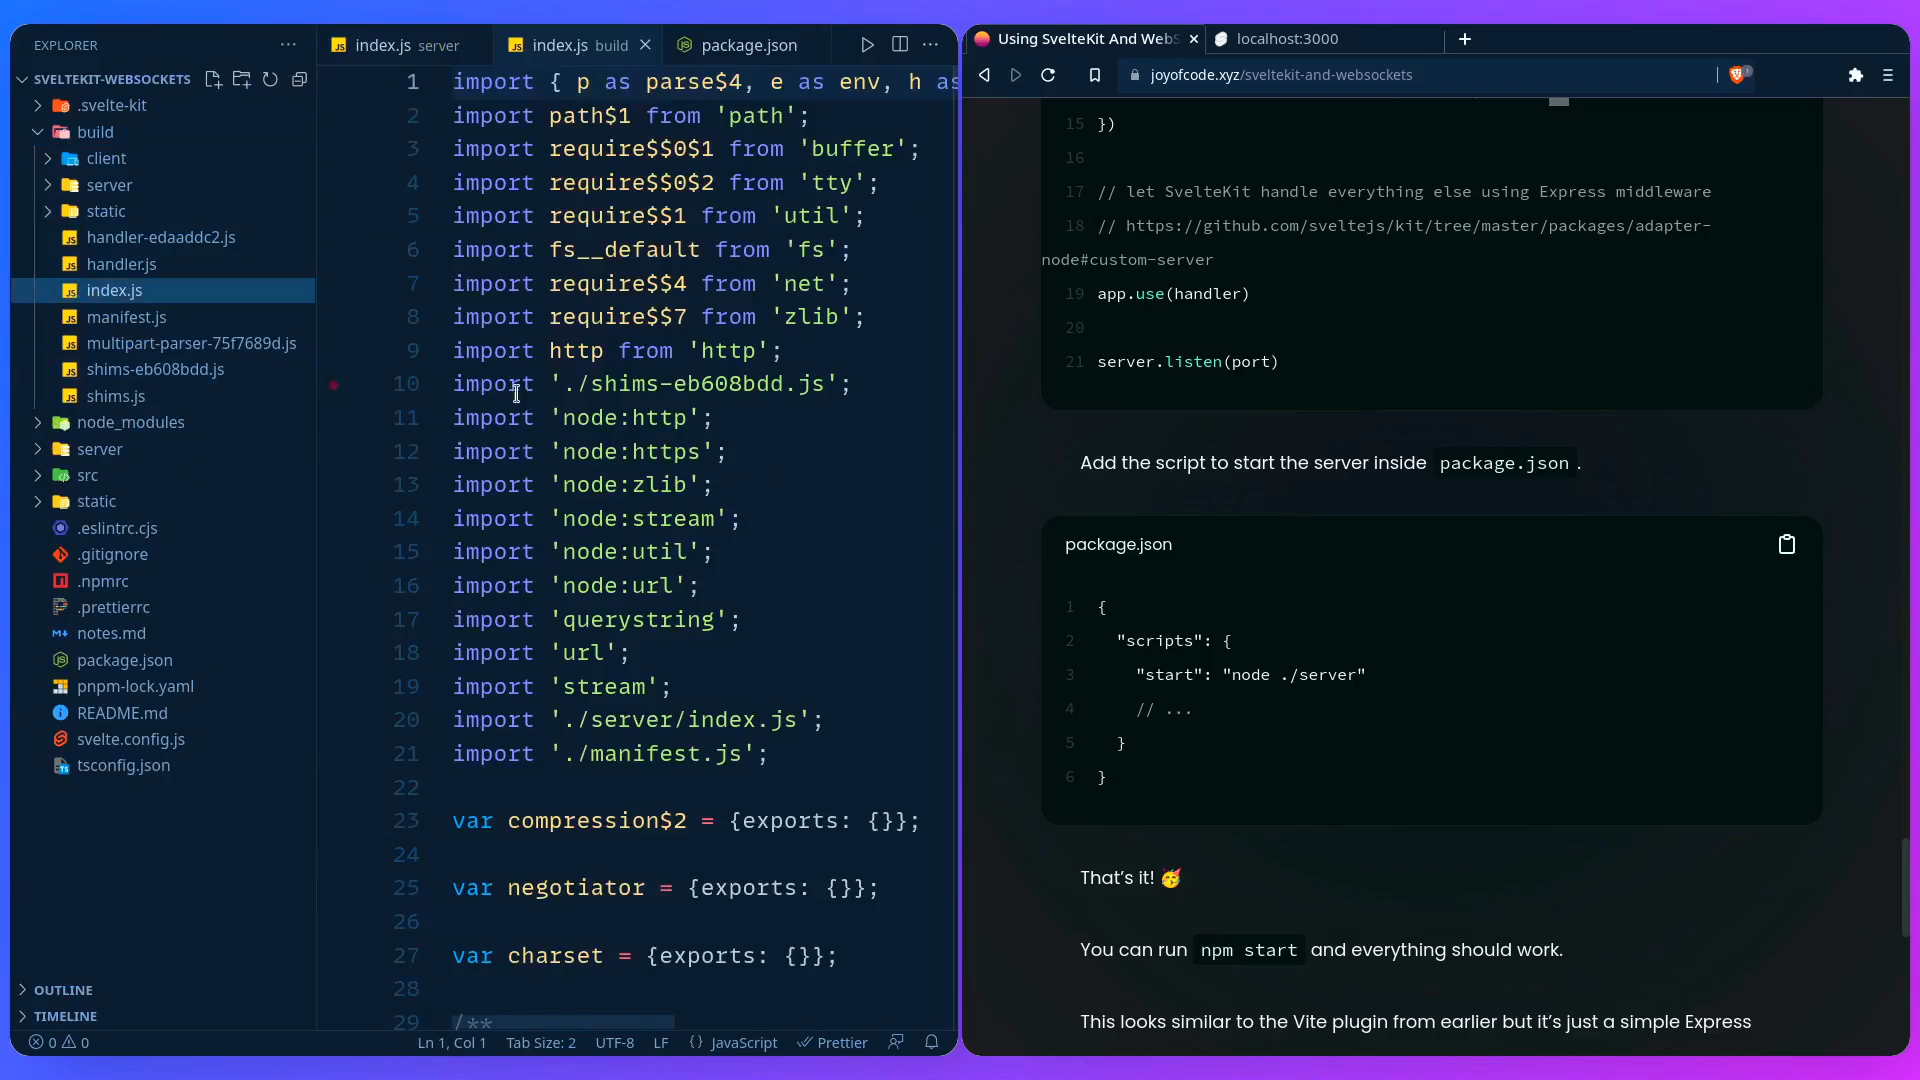 EXPLORER
SVELTEKIT-WEBSOCKETS
.svelte-kit
build
client
server
static
handler-edaaddc2.js
handler.js
index.js
manifest.js
multipart-parser-75f7689d.js
shims-eb608bdd.js
shims.js
node_modules
server
src
static
.eslintrc.cjs
.gitignore
.npmrc
.prettierrc
notes.md
package.json
pnpm-lock.yaml
README.md
svelte.config.js
tsconfig.json
OUTLINE
TIMELINE
index.js server
index.js build
package.json
1 import { p as parse$4, e as env, h as
2 import path$1 from 'path';
3 import require$$0$1 from 'buffer';
4 import require$$0$2 from 'tty';
5 import require$$1 from 'util';
6 import fs__default from 'fs';
7 import require$$4 from 'net';
8 import require$$7 from 'zlib';
9 import http from 'http';
10 import './shims-eb608bdd.js';
11 import 'node:http';
12 import 'node:https';
13 import 'node:zlib';
14 import 'node:stream';
15 import 'node:util';
16 import 'node:url';
17 import 'querystring';
18 import 'url';
19 import 'stream';
20 import './server/index.js';
21 import './manifest.js';
22
23 var compression$2 = {exports: {}};
24
25 var negotiator = {exports: {}};
26
27 var charset = {exports: {}};
28
29 /**
0 0
Ln 1, Col 1
Tab Size: 2
UTF-8
LF
{ } JavaScript
Prettier
Using SvelteKit And WebS
localhost:3000
joyofcode.xyz/sveltekit-and-websockets
15 })
16
17 // let SvelteKit handle everything else using Express middleware
18 // https://github.com/sveltejs/kit/tree/master/packages/adapter-
node#custom-server
19 app.use(handler)
20
21 server.listen(port)
Add the script to start the server inside package.json .
package.json
1 {
2 "scripts": {
3 "start": "node ./server"
4 // ...
5 }
6 }
That's it! 🥳
You can run npm start and everything should work.
This looks similar to the Vite plugin from earlier but it's just a simple Express